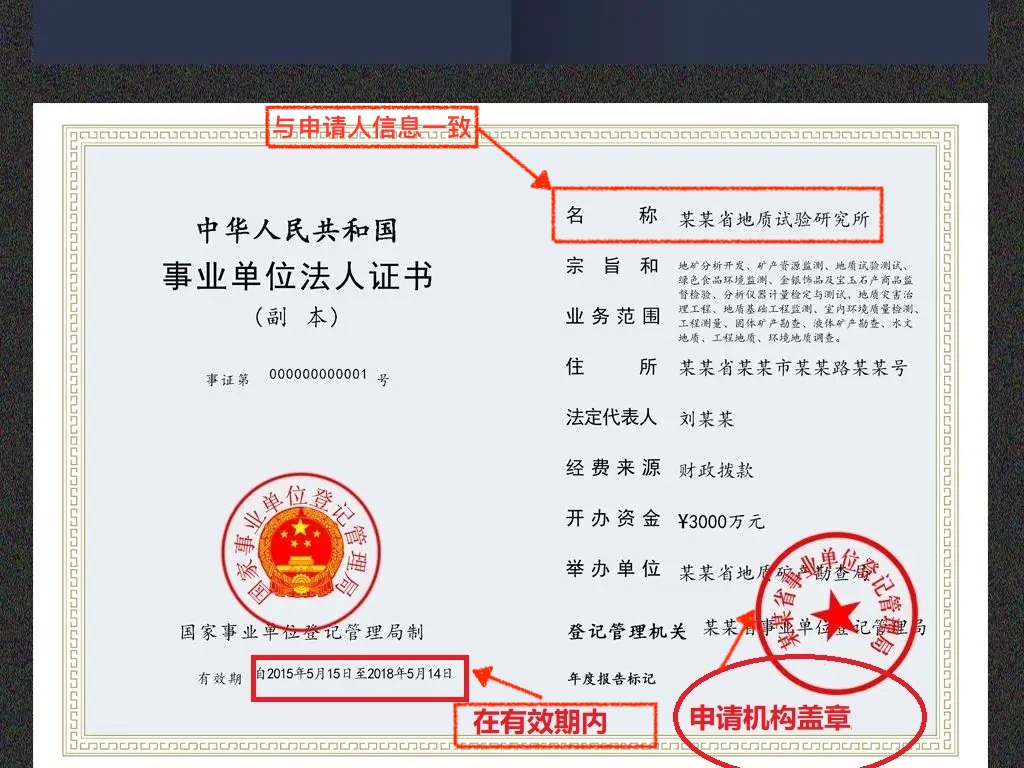 与申请人信息一致
中华人民共和国
事业单位法人证书
（副 本）
事证第 000000000001 号
国家事业单位登记管理局
国家事业单位登记管理局制
有效期 自2015年5月15日至2018年5月14日
在有效期内
名 称 某某省地质试验研究所
宗旨和
业务范围
地矿分析开发、矿产资源监测、地质试验测试、
绿色食品环境监测、金银饰品及宝玉石产商品监
督检验、分析仪器计量检定与测试、地质灾害治
理工程、地质基础工程监测、室内环境质量检测、
工程测量、固体矿产勘查、液体矿产勘查、水文
地质、工程地质、环境地质调查。
住 所 某某省某某市某某路某某号
法定代表人 刘某某
经费来源 财政拨款
开办资金 ¥3000万元
举办单位 某某省地质矿产勘查局
登记管理机关 某某省事业单位登记管理局
某某省事业单位登记管理局
年度报告标记
申请机构盖章